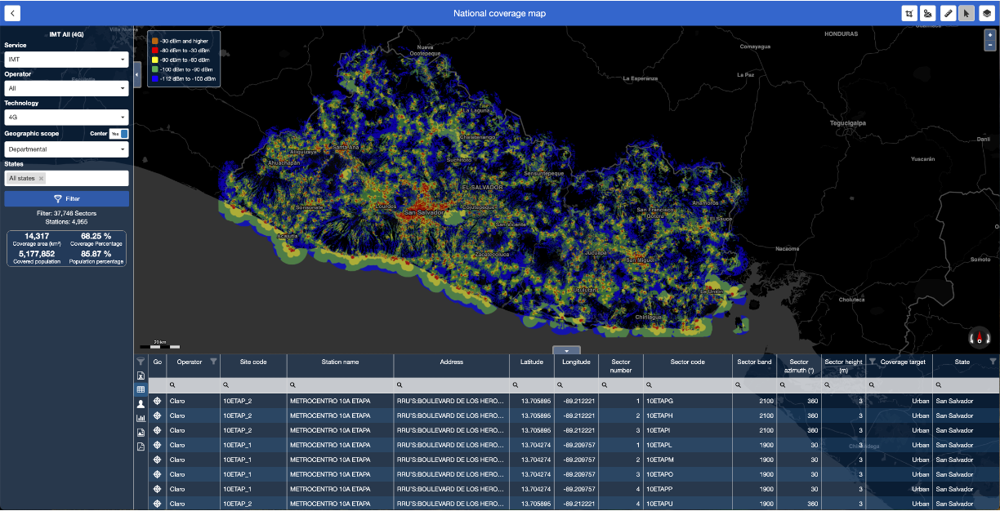 National coverage map
IMT All (4G)
Service
IMT
Operator
All
Technology
4G
Geographic scope Center Yes
Departmental
States
All states ×
Filter
Filter: 37,746 Sectors
Stations: 4,955
14,317 68.25 %
Coverage area (km²) Coverage Percentage
5,177,852 85.87 %
Covered population Population percentage
-30 dBm and higher
-80 dBm to -30 dBm
-90 dBm to -80 dBm
-100 dBm to -90 dBm
-112 dBm to -100 dBm
Villa Nueva
Escuintla
HONDURAS
Comayagua
Nueva
Ocotepeque
La Esperanza
La Paz
La Laguna
Tegucigalpa
Chalatenango
Danlí
Santa Ana
Atiquizaya
Ahuachapán
Suchitoto
Yuscarán
Sensuntepeque
EL SALVADOR
Anamoros
Sonsonate
Lourdes
San Salvador
Cojutepeque
San Francisco
Gotera
El Sauce
San Vicente
Acajutla
Nacaome
Zacatecoluca
Jucuapa
San Miguel
Somoto
Usulután
La Unión
Choluteca
Chirilagua
20 km
Chinandega
Go Operator Site code Station name Address Latitude Longitude Sector number Sector code Sector band Sector azimuth (°) Sector height (m) Coverage target State
Claro 10ETAP_2 METROCENTRO 10A ETAPA RRU'S:BOULEVARD DE LOS HERO... 13.705895 -89.212221 1 10ETAPG 2100 360 3 Urban San Salvador
Claro 10ETAP_2 METROCENTRO 10A ETAPA RRU'S:BOULEVARD DE LOS HERO... 13.705895 -89.212221 2 10ETAPH 2100 360 3 Urban San Salvador
Claro 10ETAP_2 METROCENTRO 10A ETAPA RRU'S:BOULEVARD DE LOS HERO... 13.705895 -89.212221 3 10ETAPI 2100 360 3 Urban San Salvador
Claro 10ETAP_1 METROCENTRO 10A ETAPA RRU'S:BOULEVARD DE LOS HERO... 13.704274 -89.209757 1 10ETAPL 1900 30 3 Urban San Salvador
Claro 10ETAP_1 METROCENTRO 10A ETAPA RRU'S:BOULEVARD DE LOS HERO... 13.704274 -89.209757 2 10ETAPM 1900 30 3 Urban San Salvador
Claro 10ETAP_1 METROCENTRO 10A ETAPA RRU'S:BOULEVARD DE LOS HERO... 13.704274 -89.209757 3 10ETAPO 1900 30 3 Urban San Salvador
Claro 10ETAP_1 METROCENTRO 10A ETAPA RRU'S:BOULEVARD DE LOS HERO... 13.704274 -89.209757 4 10ETAPP 1900 30 3 Urban San Salvador
Claro 10ETAP_2 METROCENTRO 10A ETAPA RRU'S:BOULEVARD DE LOS HERO... 13.705895 -89.212221 4 10ETAPU 1900 360 3 Urban San Salvador